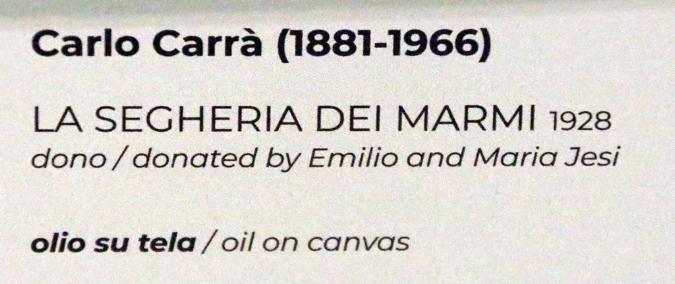 Carlo Carrà (1881-1966)
LA SEGHERIA DEI MARMI 1928
dono / donated by Emilio and Maria Jesi
olio su tela / oil on canvas